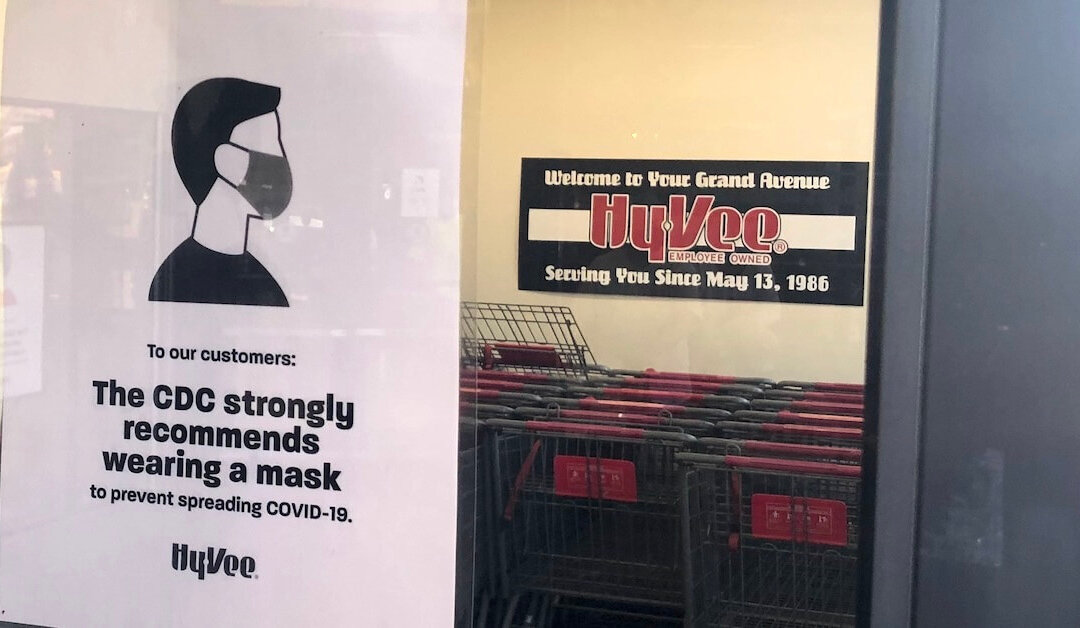 To our customers:
The CDC strongly
recommends
wearing a mask
to prevent spreading COVID-19.
HyVee®
Welcome to Your Grand Avenue
HyVee®
EMPLOYEE OWNED
Serving You Since May 13, 1986